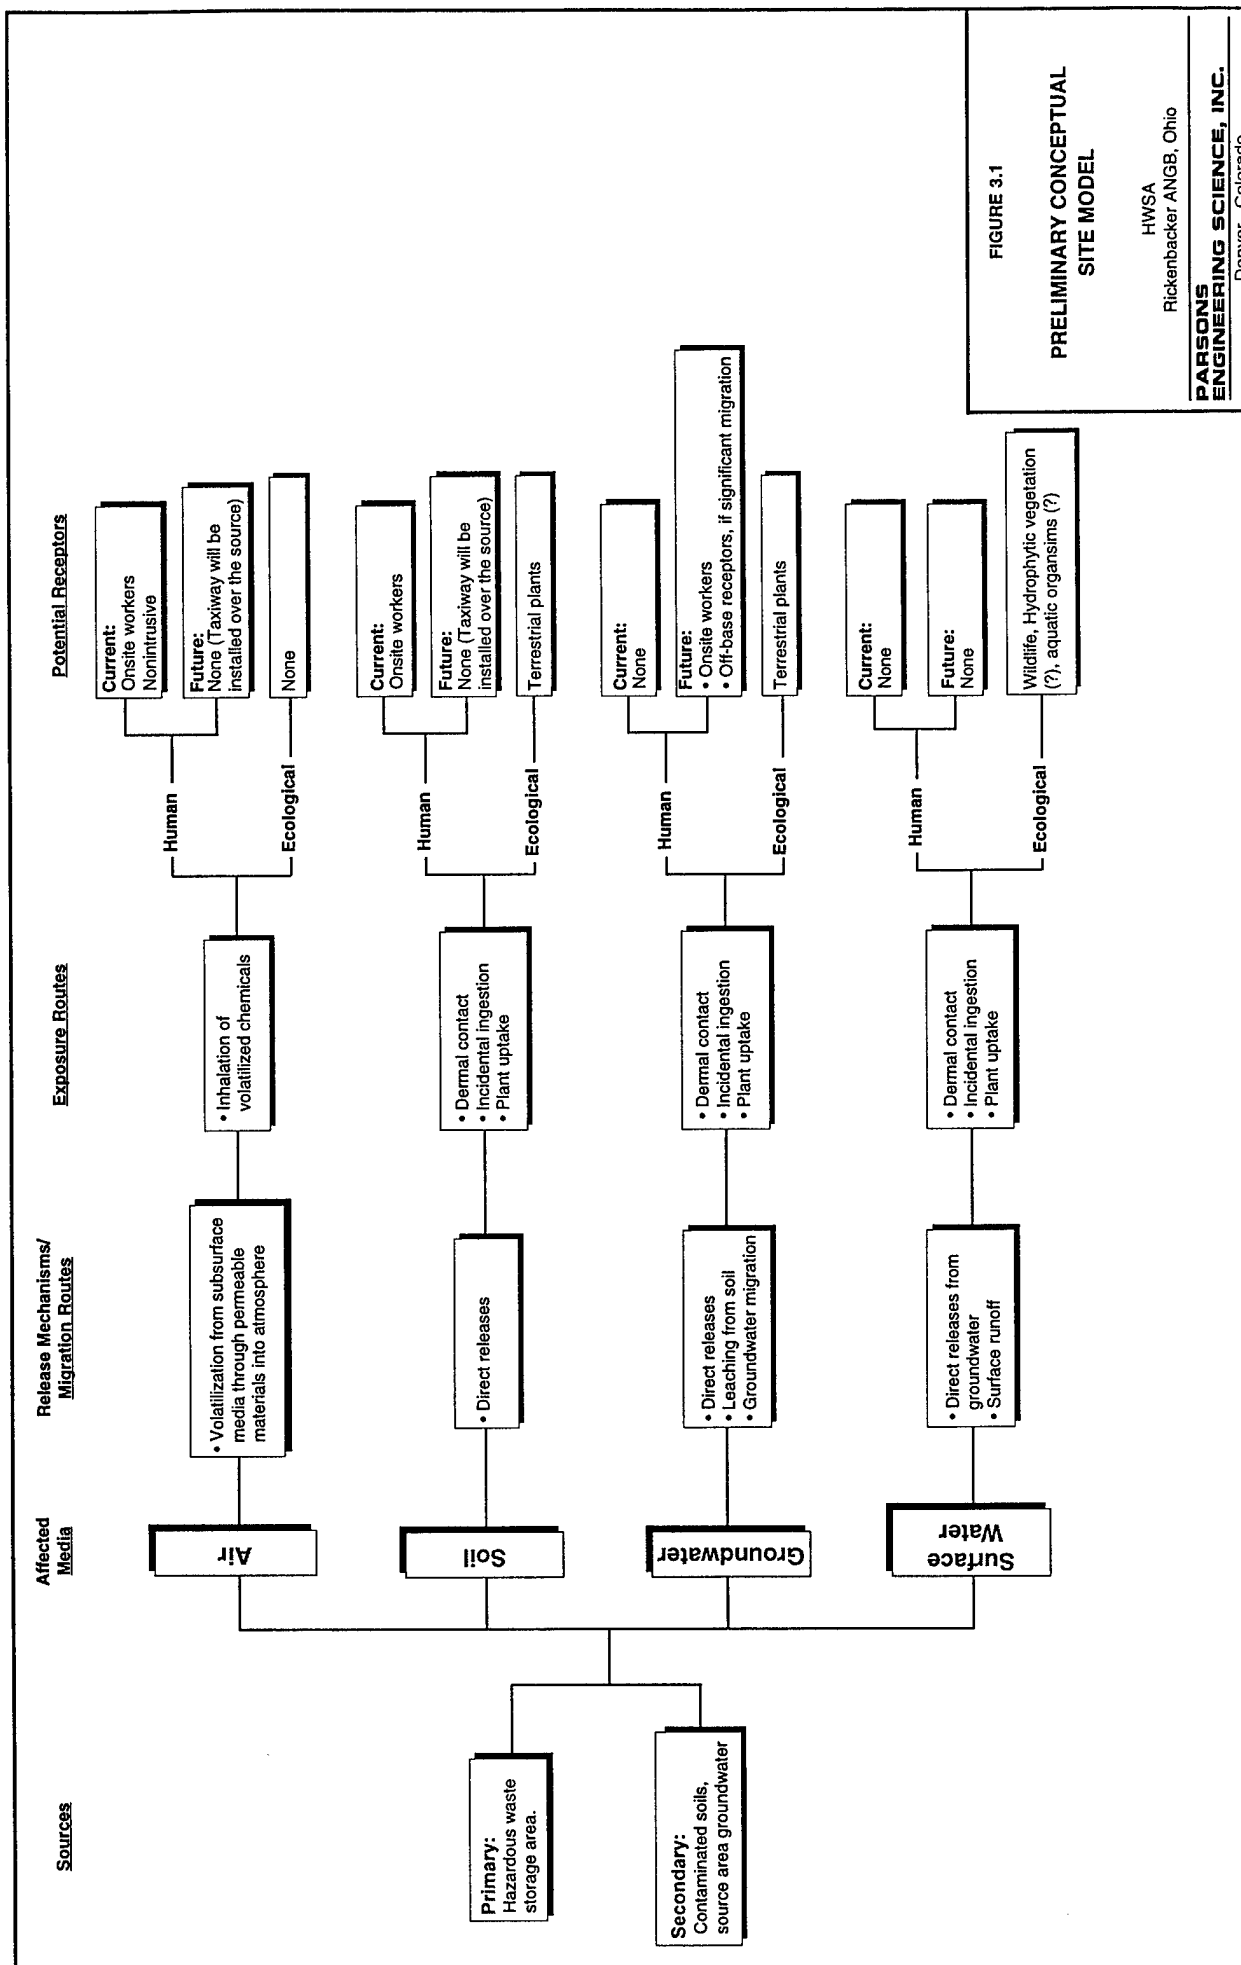 Sources
Affected
Media
Release Mechanisms/
Migration Routes
Exposure Routes
Potential Receptors
Primary:
Hazardous waste
storage area.
Secondary:
Contaminated soils,
source area groundwater
Air
• Volatilization from subsurface
media through permeable
materials into atmosphere
• Inhalation of
volatilized chemicals
Human
Current:
Onsite workers
Nonintrusive
Future:
None (Taxiway will be
installed over the source)
Ecological
None
Soil
• Direct releases
• Dermal contact
• Incidental ingestion
• Plant uptake
Human
Current:
Onsite workers
Future:
None (Taxiway will be
installed over the source)
Ecological
Terrestrial plants
Groundwater
• Direct releases
• Leaching from soil
• Groundwater migration
• Dermal contact
• Incidental ingestion
• Plant uptake
Human
Current:
None
Future:
• Onsite workers
• Off-base receptors, if significant migration
Ecological
Terrestrial plants
Surface
Water
• Direct releases from
groundwater
• Surface runoff
• Dermal contact
• Incidental ingestion
• Plant uptake
Human
Current:
None
Future:
None
Ecological
Wildlife, Hydrophytic vegetation
(?), aquatic organsims (?)
FIGURE 3.1
PRELIMINARY CONCEPTUAL
SITE MODEL
HWSA
Rickenbacker ANGB, Ohio
PARSONS
ENGINEERING SCIENCE, INC.
Denver, Colorado